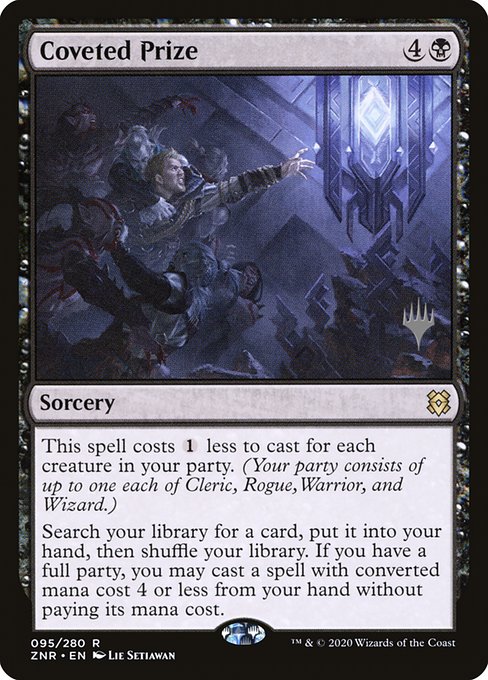 Coveted Prize 4
Sorcery
This spell costs 1 less to cast for each
creature in your party. (Your party consists of
up to one each of Cleric, Rogue, Warrior, and
Wizard.)
Search your library for a card, put it into your
hand, then shuffle your library. If you have a
full party, you may cast a spell with converted
mana cost 4 or less from your hand without
paying its mana cost.
095/280 R
ZNR • EN Lie Setiawan
™ & © 2020 Wizards of the Coast